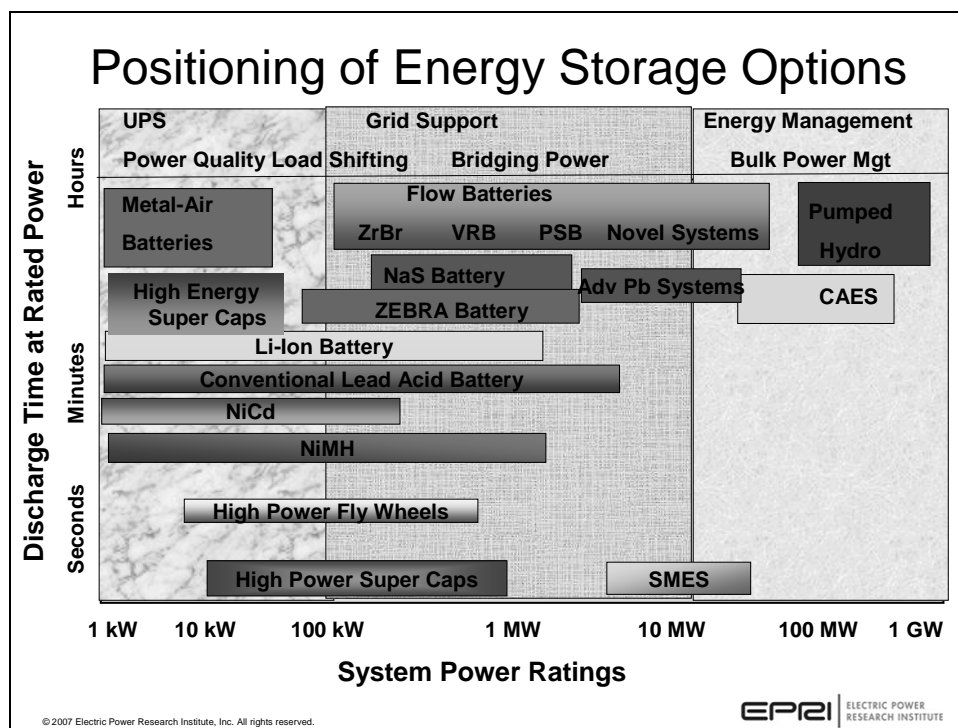 Positioning of Energy Storage Options
UPS
Grid Support
Energy Management
Power Quality Load Shifting
Bridging Power
Bulk Power Mgt
Discharge Time at Rated Power
Hours
Minutes
Seconds
Metal-Air
Batteries
Flow Batteries
ZrBr VRB PSB Novel Systems
Pumped
Hydro
High Energy
Super Caps
NaS Battery
Adv Pb Systems
CAES
ZEBRA Battery
Li-Ion Battery
Conventional Lead Acid Battery
NiCd
NiMH
High Power Fly Wheels
High Power Super Caps
SMES
1 kW 10 kW 100 kW 1 MW 10 MW 100 MW 1 GW
System Power Ratings
© 2007 Electric Power Research Institute, Inc. All rights reserved.
EPRI
ELECTRIC POWER
RESEARCH INSTITUTE